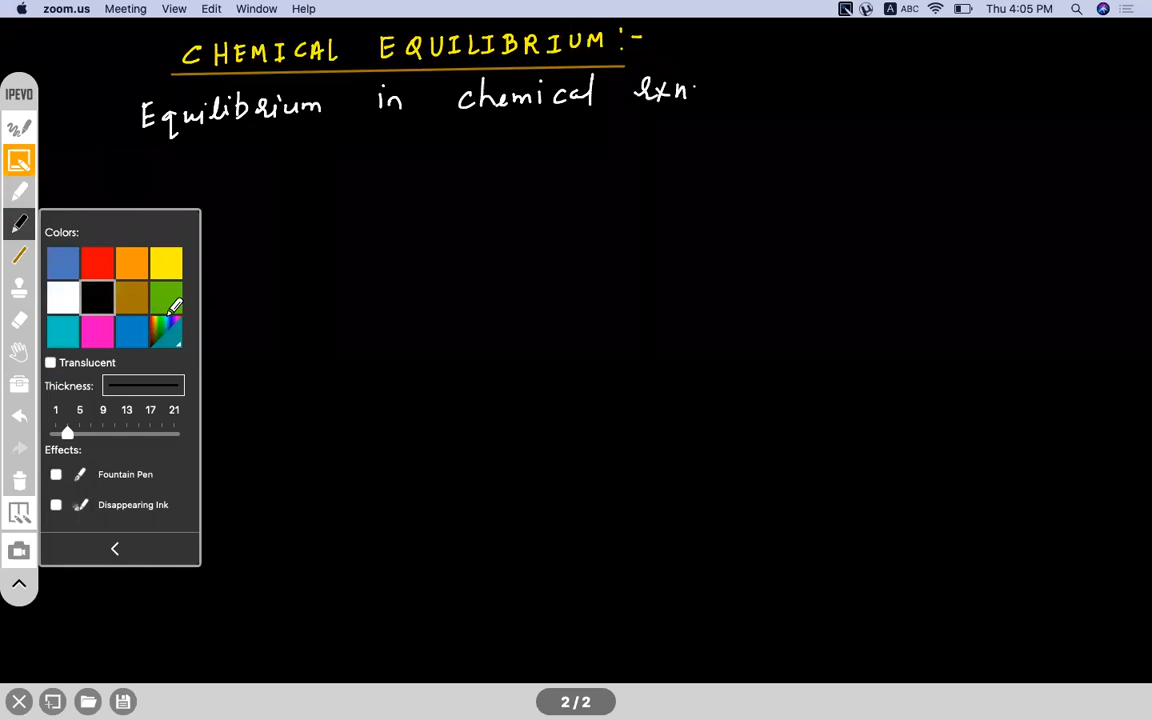 zoom.us Meeting View Edit Window Help ABC Thu 4:05 PM
CHEMICAL EQUILIBRIUM :-
Equilibrium in chemical rxn.
IPEVO
Colors:
Translucent
Thickness:
1 5 9 13 17 21
Effects:
Fountain Pen
Disappearing Ink
2 / 2